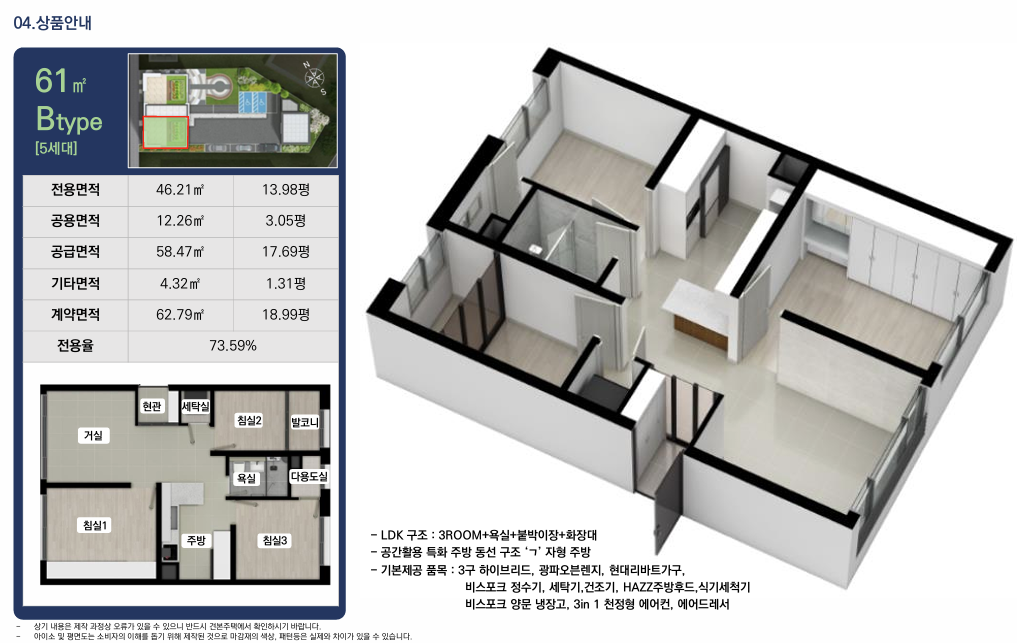 04.상품안내
61㎡
Btype
[5세대]
N
S
전용면적 46.21㎡ 13.98평
공용면적 12.26㎡ 3.05평
공급면적 58.47㎡ 17.69평
기타면적 4.32㎡ 1.31평
계약면적 62.79㎡ 18.99평
전용율 73.59%
현관 세탁실 침실2 발코니
거실
욕실 다용도실
침실1 주방 침실3
- LDK 구조 : 3ROOM+욕실+붙박이장+화장대
- 공간활용 특화 주방 동선 구조 ‘ㄱ’ 자형 주방
- 기본제공 품목 : 3구 하이브리드, 광파오븐렌지, 현대리바트가구,
비스포크 정수기, 세탁기,건조기, HAZZ주방후드,식기세척기
비스포크 양문 냉장고, 3in 1 천정형 에어컨, 에어드레서
- 상기 내용은 제작 과정상 오류가 있을 수 있으니 반드시 견본주택에서 확인하시기 바랍니다.
- 아이소 및 평면도는 소비자의 이해를 돕기 위해 제작된 것으로 마감재의 색상, 패턴등은 실제와 차이가 있을 수 있습니다.